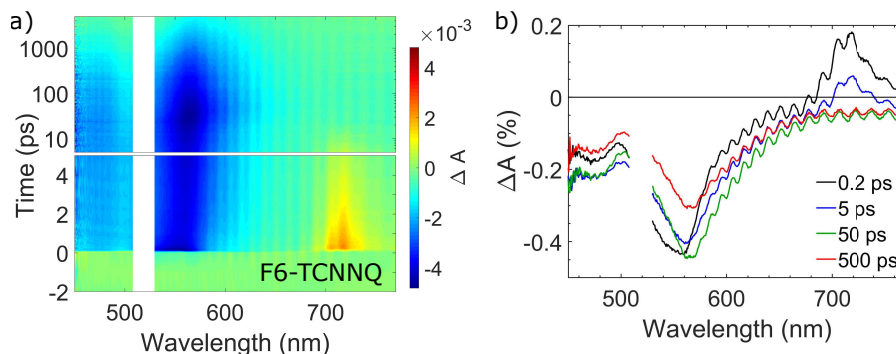 a)
Time (ps)
1000
100
10
4
2
0
-2
F6-TCNNQ
500
600
700
Wavelength (nm)
×10⁻³
4
2
0
-2
-4
Δ A
b)
ΔA (%)
0.2
0
-0.2
-0.4
0.2 ps
5 ps
50 ps
500 ps
500
600
700
Wavelength (nm)